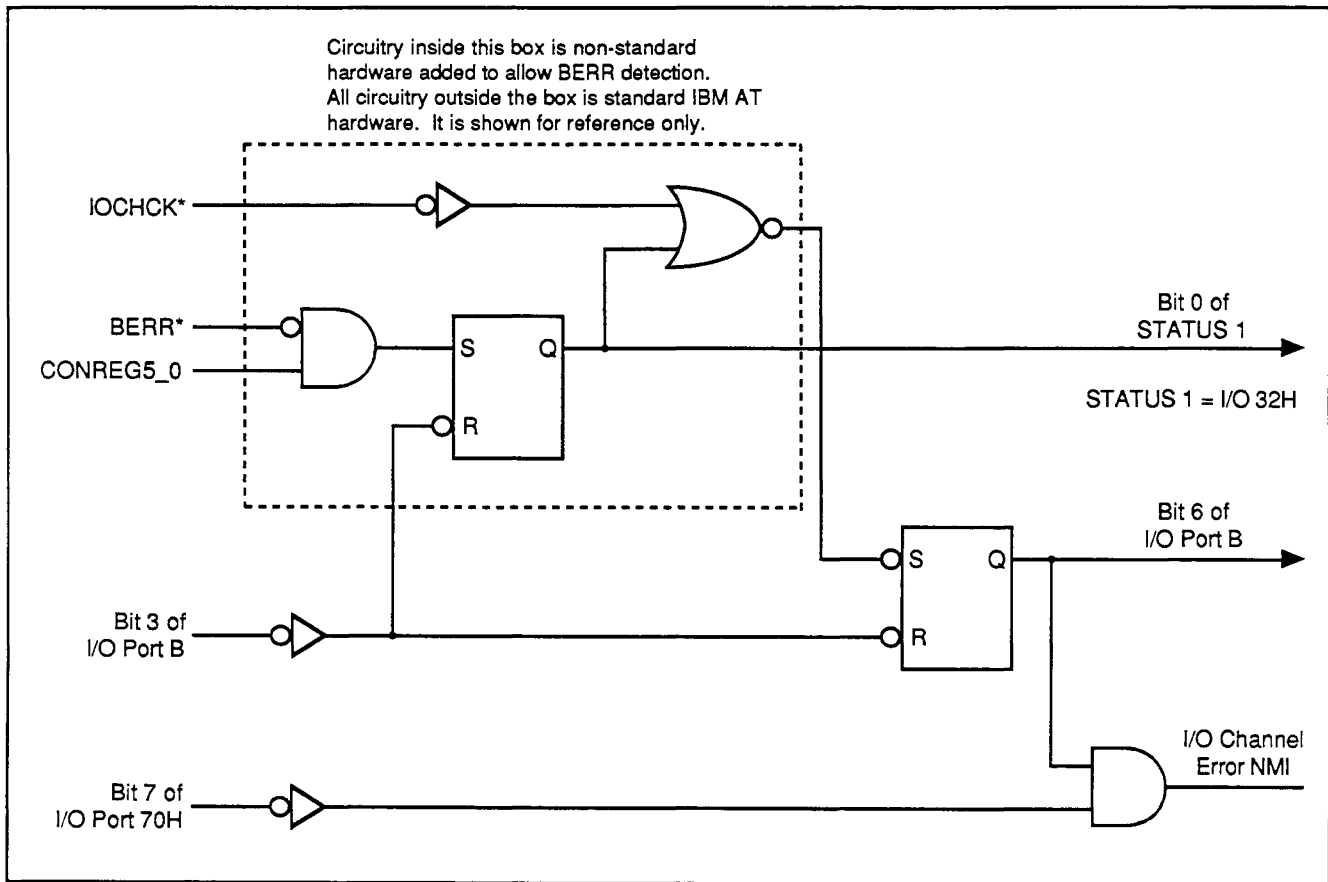 Circuitry inside this box is non-standard
hardware added to allow BERR detection.
All circuitry outside the box is standard IBM AT
hardware. It is shown for reference only.
IOCHCK*
BERR*
CONREG5_0
S
Q
R
Bit 0 of
STATUS 1
STATUS 1 = I/O 32H
Bit 6 of
I/O Port B
S
Q
R
Bit 3 of
I/O Port B
I/O Channel
Error NMI
Bit 7 of
I/O Port 70H